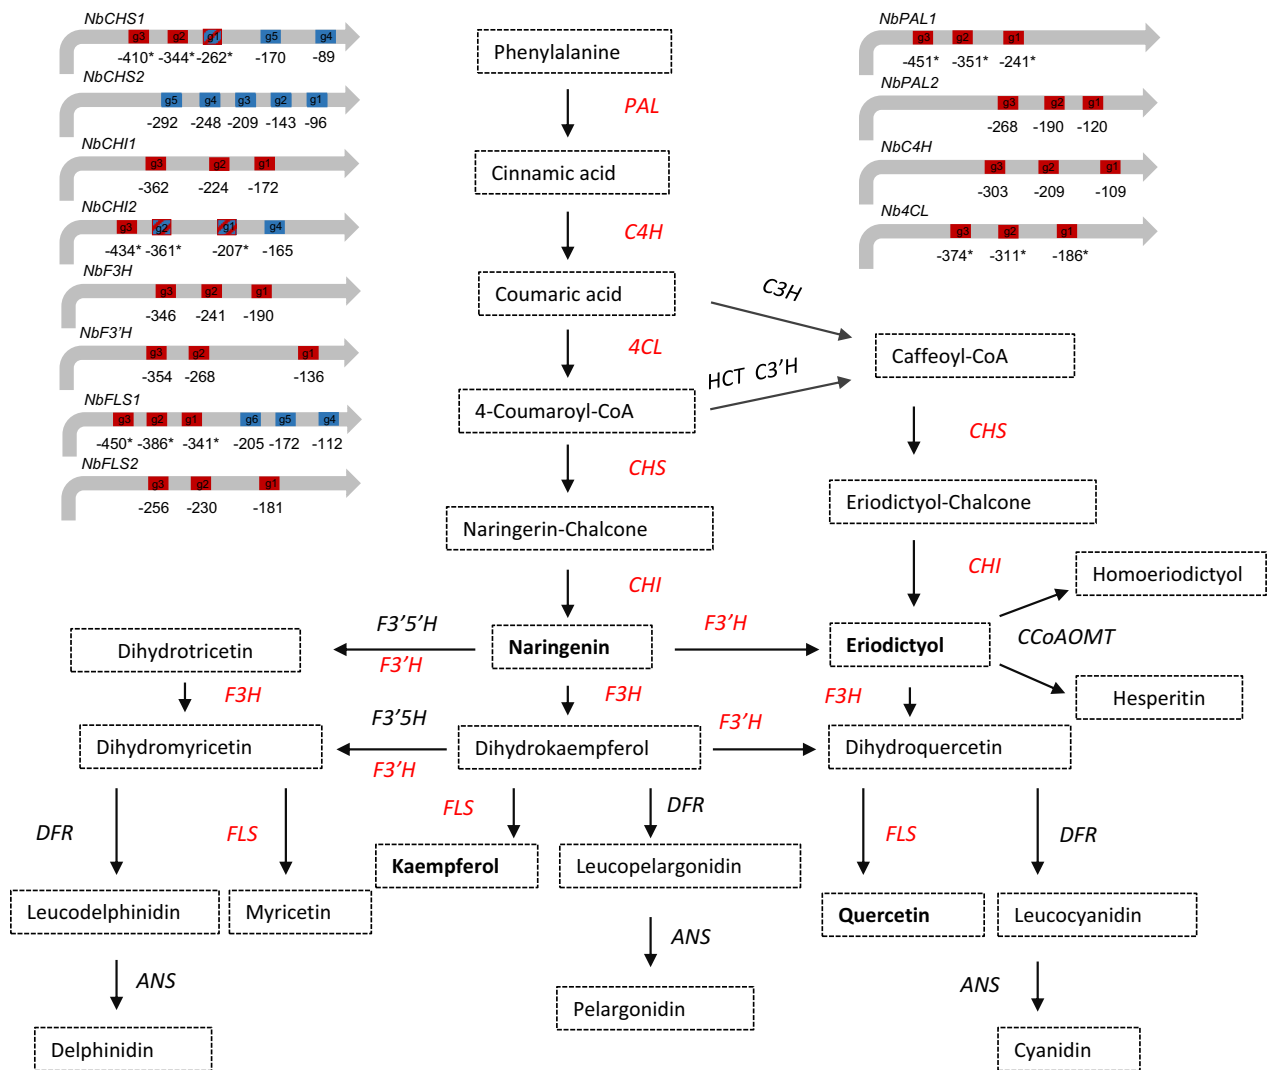 NbCHS1
g3 g2 g1 g5 g4
-410* -344* -262* -170 -89
NbCHS2
g5 g4 g3 g2 g1
-292 -248 -209 -143 -96
NbCHI1
g3 g2 g1
-362 -224 -172
NbCHI2
g3 g2 g1 g4
-434* -361* -207* -165
NbF3H
g3 g2 g1
-346 -241 -190
NbF3'H
g3 g2 g1
-354 -268 -136
NbFLS1
g3 g2 g1 g6 g5 g4
-450* -386* -341* -205 -172 -112
NbFLS2
g3 g2 g1
-256 -230 -181
NbPAL1
g3 g2 g1
-451* -351* -241*
NbPAL2
g3 g2 g1
-268 -190 -120
NbC4H
g3 g2 g1
-303 -209 -109
Nb4CL
g3 g2 g1
-374* -311* -186*
Phenylalanine
PAL
Cinnamic acid
C4H
Coumaric acid
C3H
4CL
HCT C3'H
Caffeoyl-CoA
4-Coumaroyl-CoA
CHS
CHS
Naringerin-Chalcone
Eriodictyol-Chalcone
CHI
CHI
Homoeriodictyol
F3'5'H
F3'H
CCoAOMT
Dihydrotricetin
Naringenin
Eriodictyol
F3'H
Hesperitin
F3H
F3H
F3H
F3'5H
F3'H
Dihydromyricetin
Dihydrokaempferol
Dihydroquercetin
F3'H
DFR
FLS
FLS
DFR
FLS
DFR
Kaempferol
Leucopelargonidin
Leucodelphinidin
Myricetin
Quercetin
Leucocyanidin
ANS
ANS
ANS
Pelargonidin
Delphinidin
Cyanidin